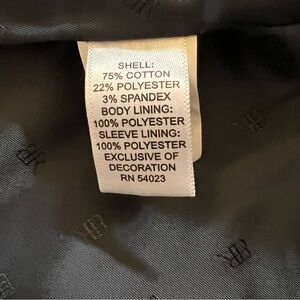 SHELL:
75% COTTON
22% POLYESTER
3% SPANDEX
BODY LINING:
100% POLYESTER
SLEEVE LINING:
100% POLYESTER
EXCLUSIVE OF
DECORATION
RN 54023